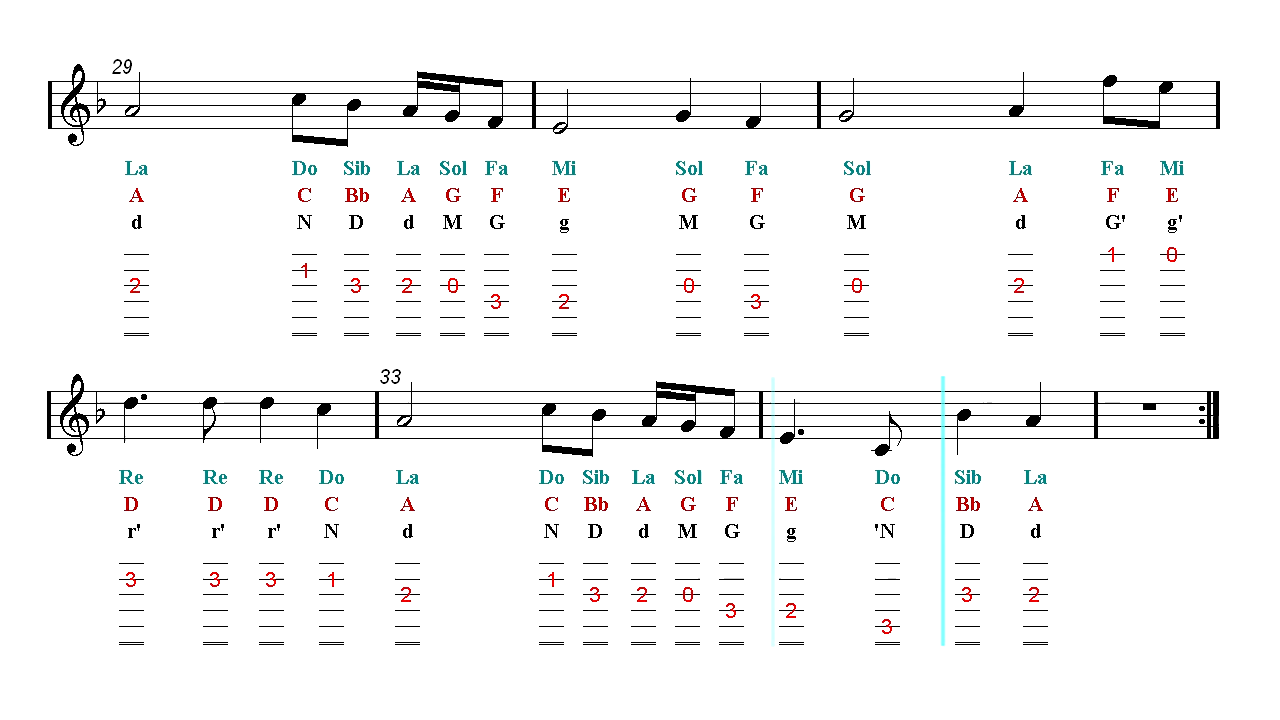 29
La Do Sib La Sol Fa Mi Sol Fa Sol La Fa Mi
A C Bb A G F E G F G A F E
d N D d M G g M G M d G' g'
1 0
1
2 3 2 0 0 0 2
3 2 3
33
Re Re Re Do La Do Sib La Sol Fa Mi Do Sib La
D D D C A C Bb A G F E C Bb A
r' r' r' N d N D d M G g 'N D d
3 3 3 1 1
2 3 2 0 3 2
3 2
3